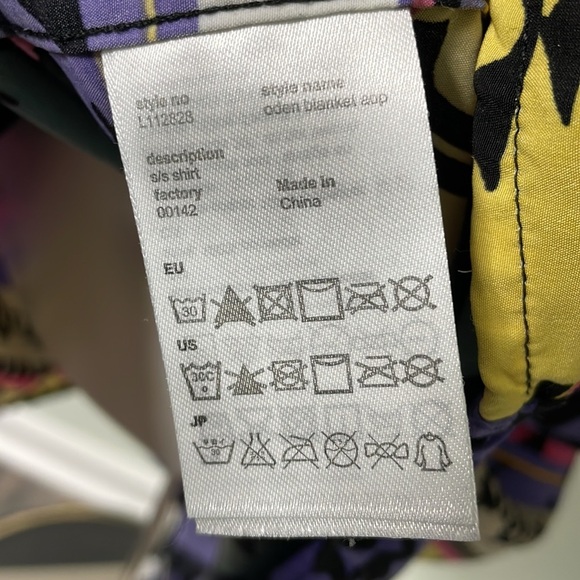 style no
L112828
style name
oden blanket aop
description
s/s shirt
factory
00142
Made in
China
EU
30
US
30C
JP
30